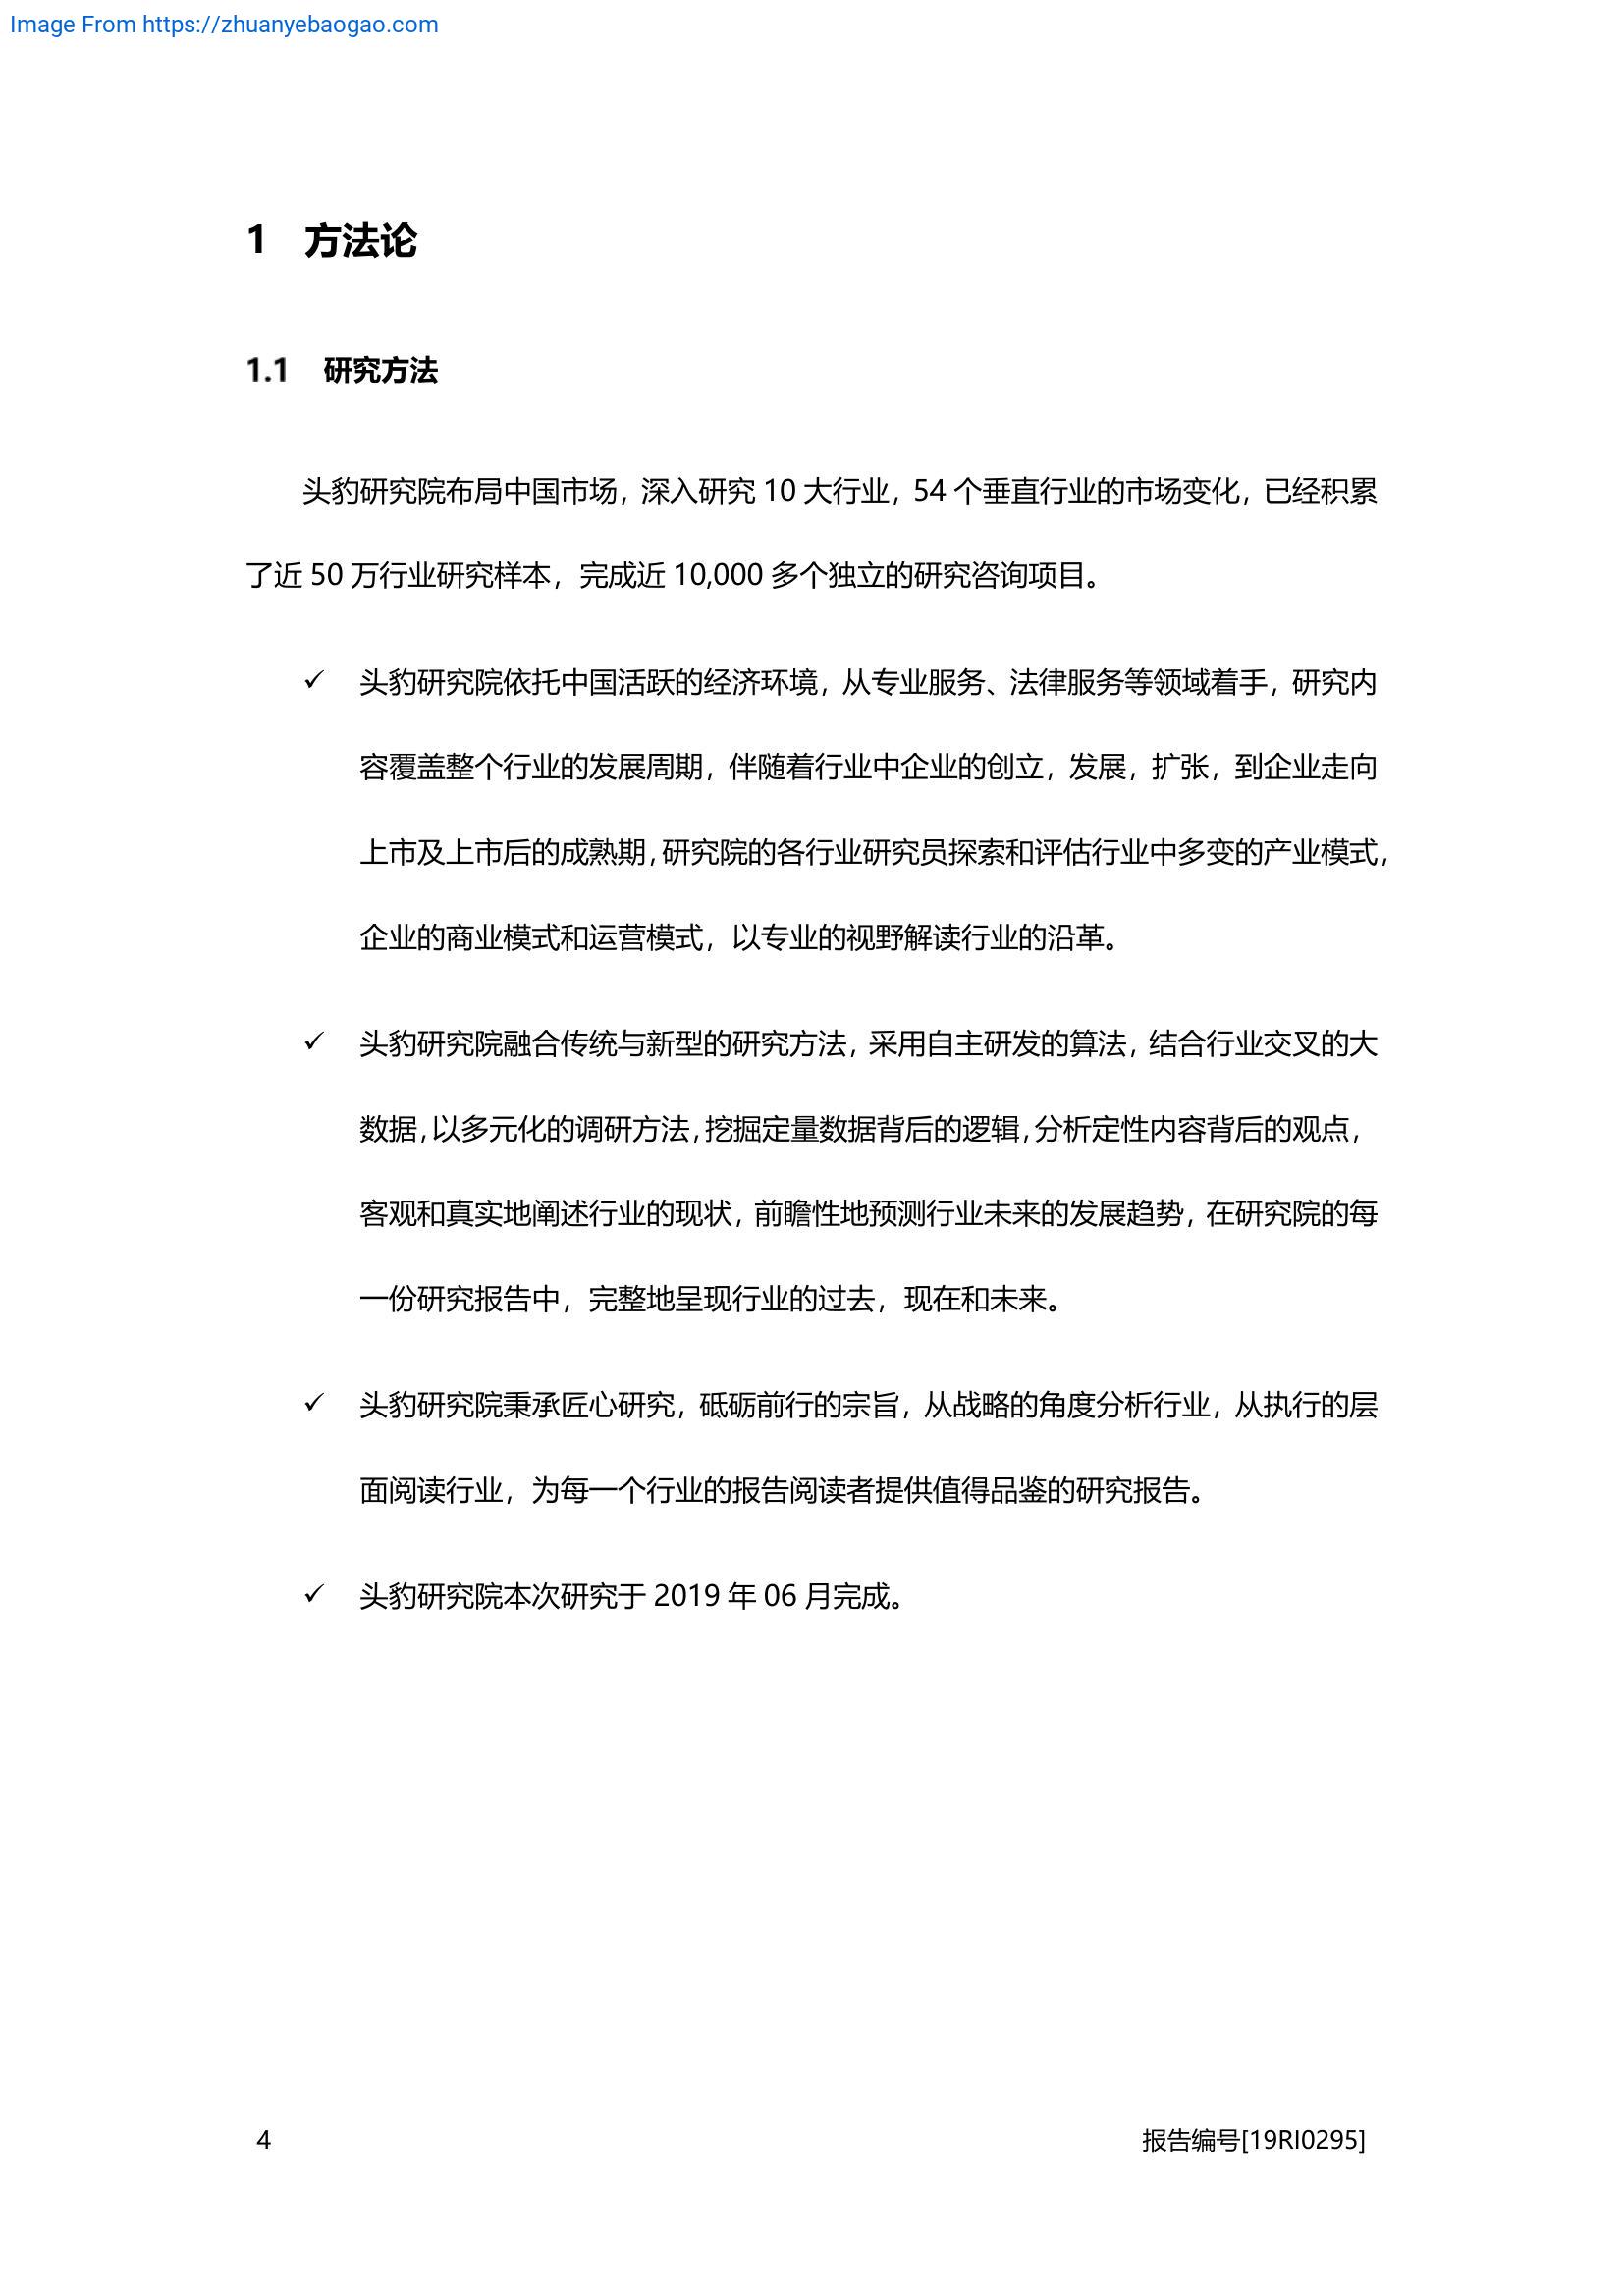 Image From https://zhuanyebaogao.com
1 方法论
1.1 研究方法
头豹研究院布局中国市场，深入研究 10 大行业，54 个垂直行业的市场变化，已经积累
了近 50 万行业研究样本，完成近 10,000 多个独立的研究咨询项目。
✓ 头豹研究院依托中国活跃的经济环境，从专业服务、法律服务等领域着手，研究内
容覆盖整个行业的发展周期，伴随着行业中企业的创立，发展，扩张，到企业走向
上市及上市后的成熟期，研究院的各行业研究员探索和评估行业中多变的产业模式，
企业的商业模式和运营模式，以专业的视野解读行业的沿革。
✓ 头豹研究院融合传统与新型的研究方法，采用自主研发的算法，结合行业交叉的大
数据，以多元化的调研方法，挖掘定量数据背后的逻辑，分析定性内容背后的观点，
客观和真实地阐述行业的现状，前瞻性地预测行业未来的发展趋势，在研究院的每
一份研究报告中，完整地呈现行业的过去，现在和未来。
✓ 头豹研究院秉承匠心研究，砥砺前行的宗旨，从战略的角度分析行业，从执行的层
面阅读行业，为每一个行业的报告阅读者提供值得品鉴的研究报告。
✓ 头豹研究院本次研究于 2019 年 06 月完成。
4 报告编号[19RI0295]